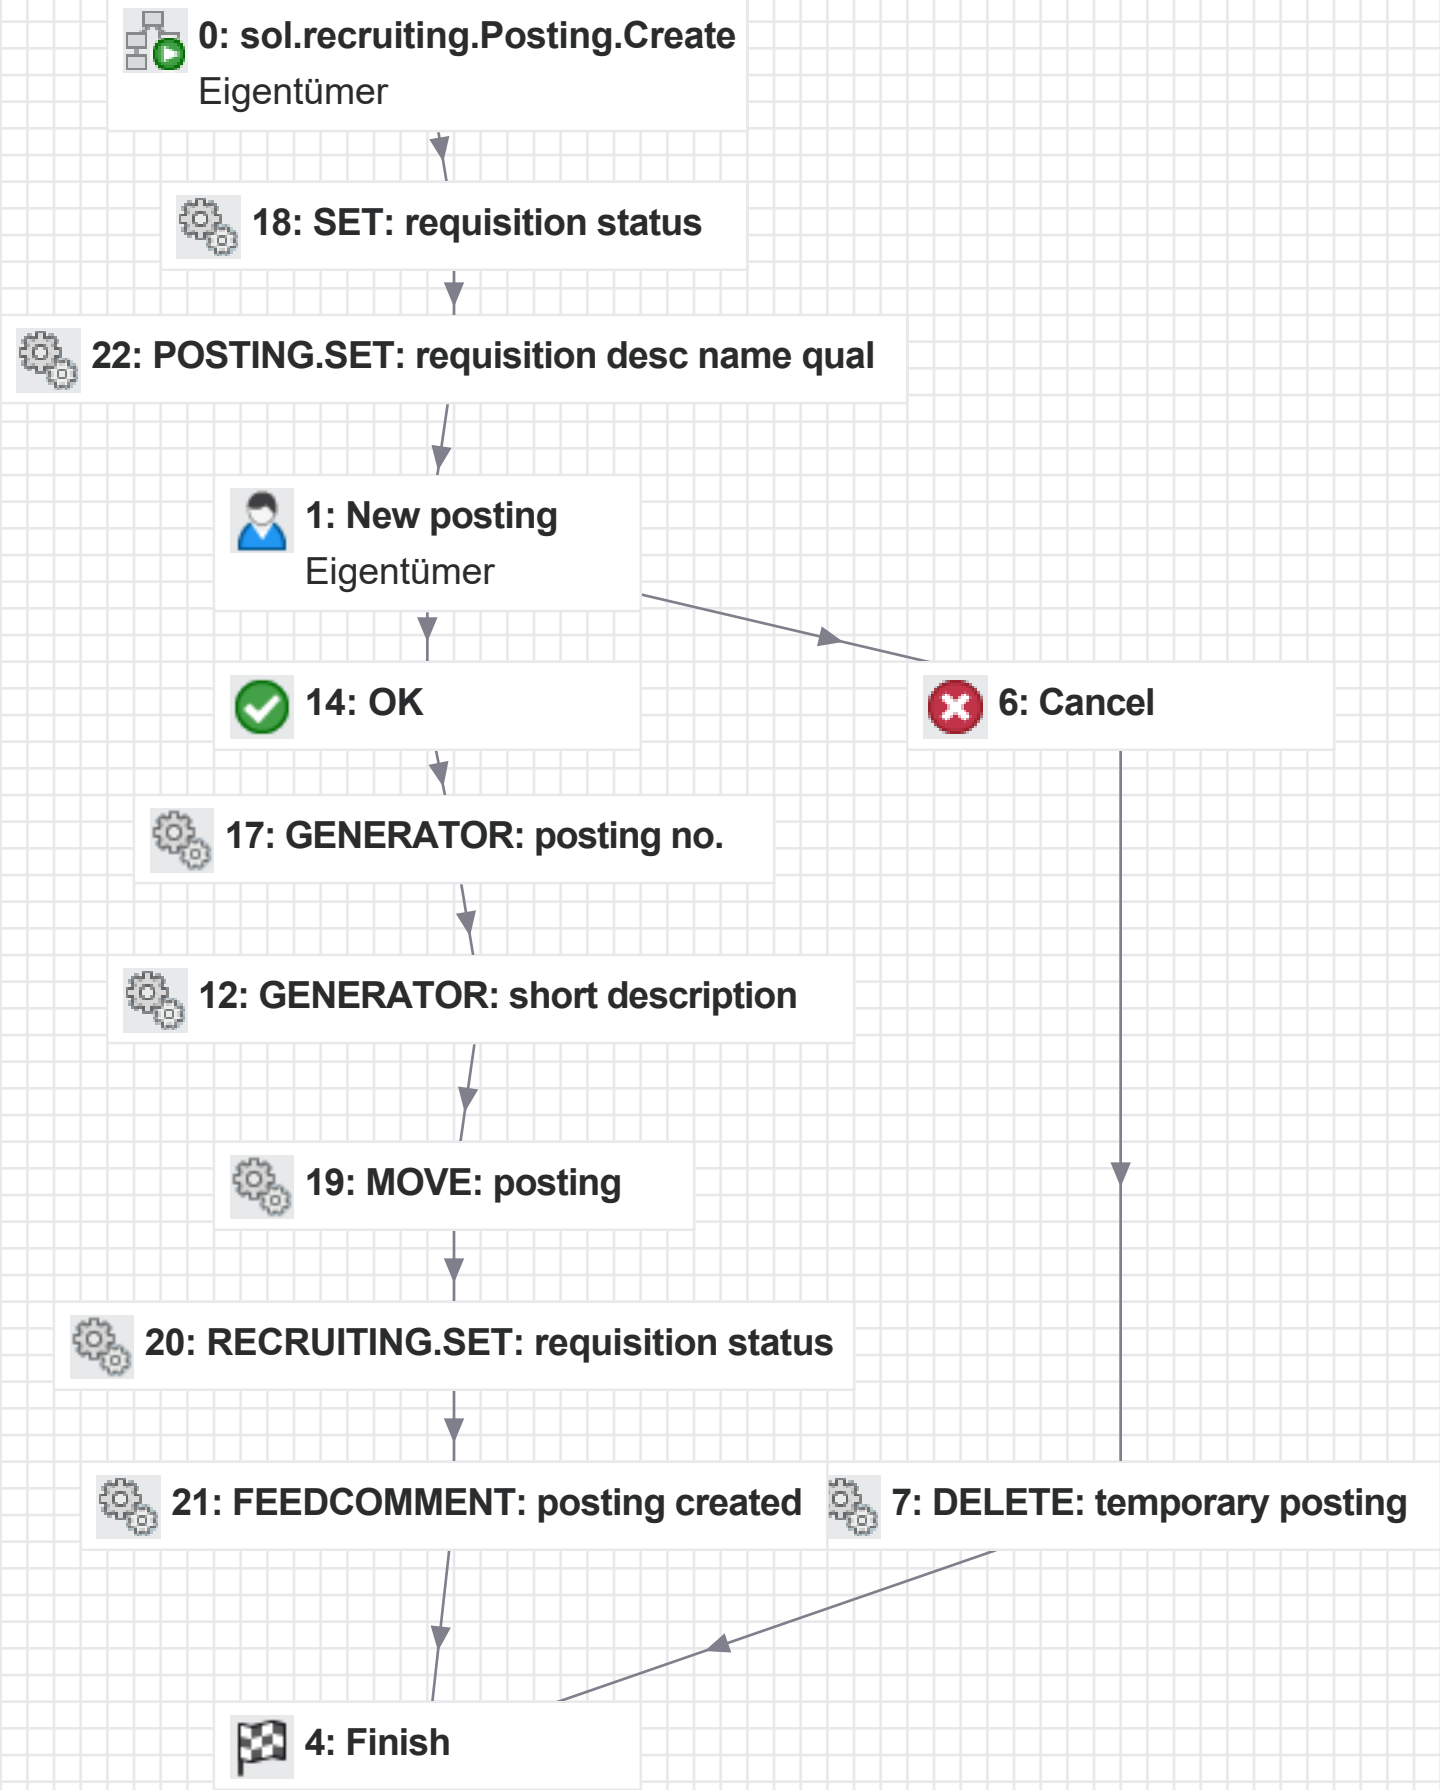 0: sol.recruiting.Posting.Create
Eigentümer
18: SET: requisition status
22: POSTING.SET: requisition desc name qual
1: New posting
Eigentümer
14: OK
6: Cancel
17: GENERATOR: posting no.
12: GENERATOR: short description
19: MOVE: posting
20: RECRUITING.SET: requisition status
21: FEEDCOMMENT: posting created
7: DELETE: temporary posting
4: Finish